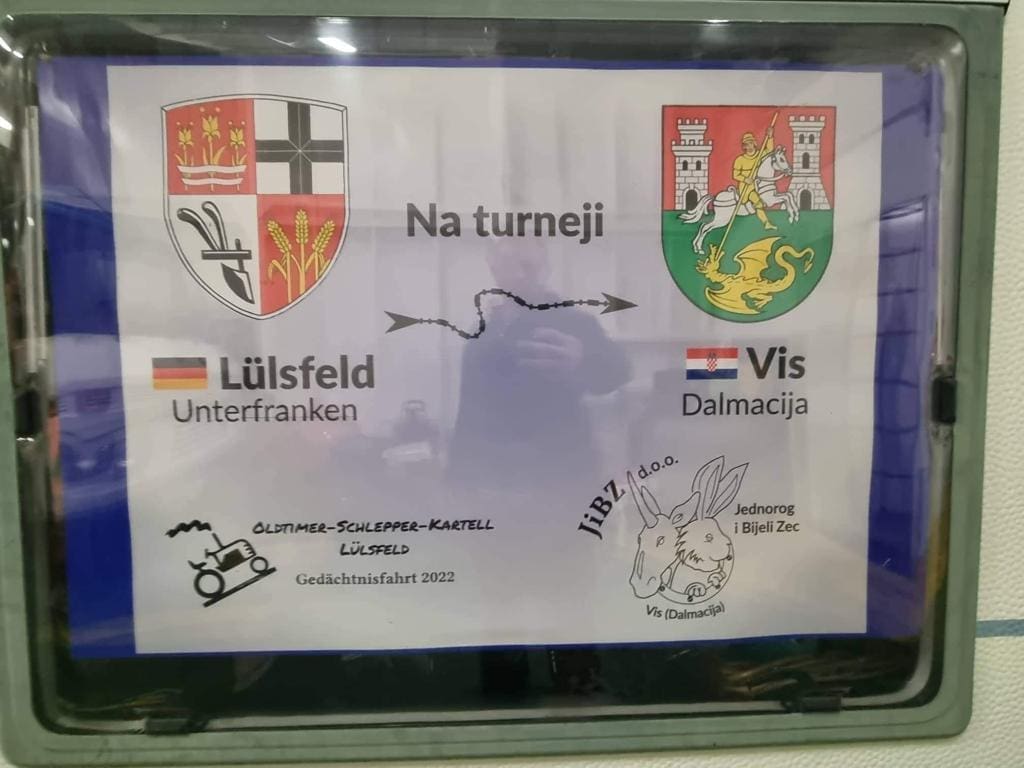 Na turneji
Lülsfeld
Unterfranken
Vis
Dalmacija
OLDTIMER-SCHLEPPER-KARTELL
LÜLSFELD
Gedächtnisfahrt 2022
JiBZ d.o.o.
Jednorog
i Bijeli Zec
Vis (Dalmacija)